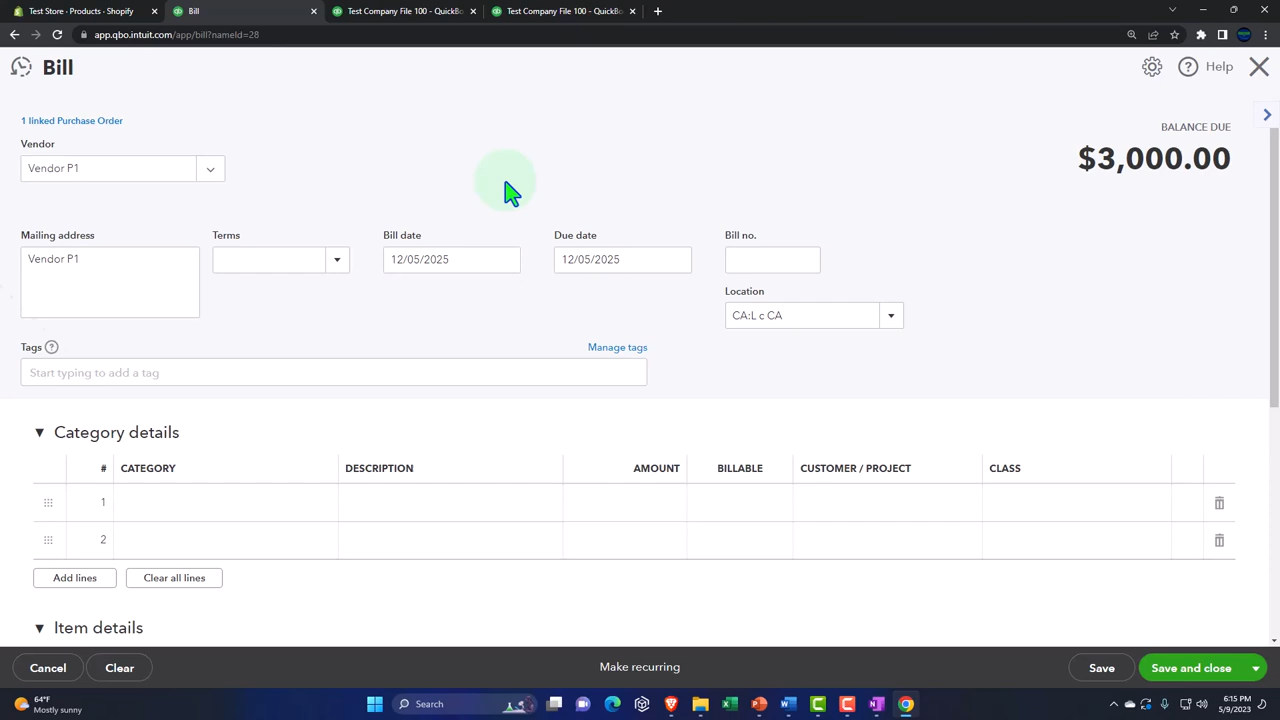 Test Store - Products - Shopify
Bill
Test Company File 100 - QuickBo
Test Company File 100 - QuickBo
app.qbo.intuit.com/app/bill?nameId=28
Bill
Help
1 linked Purchase Order
BALANCE DUE
Vendor
$3,000.00
Vendor P1
Mailing address
Terms
Bill date
Due date
Bill no.
Vendor P1
12/05/2025
12/05/2025
Location
CA:L c CA
Tags ?
Manage tags
Start typing to add a tag
Category details
# CATEGORY DESCRIPTION AMOUNT BILLABLE CUSTOMER / PROJECT CLASS
1
2
Add lines
Clear all lines
Item details
Cancel
Clear
Make recurring
Save
Save and close
64°F
Mostly sunny
Search
6:15 PM
5/9/2023